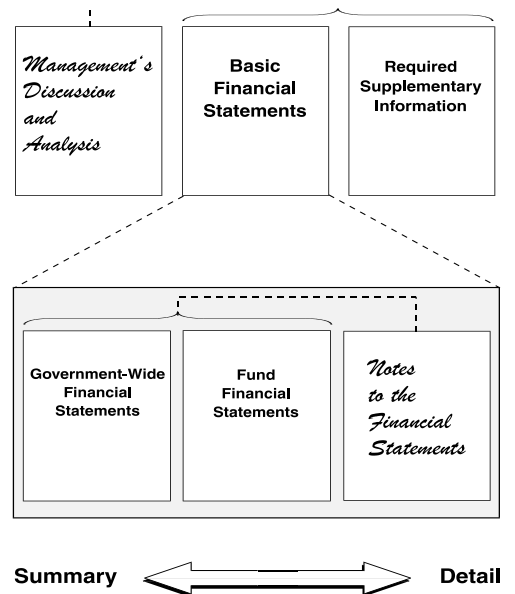 Management's
Discussion
and
Analysis
Basic
Financial
Statements
Required
Supplementary
Information
Government-Wide
Financial
Statements
Fund
Financial
Statements
Notes
to the
Financial
Statements
Summary
Detail